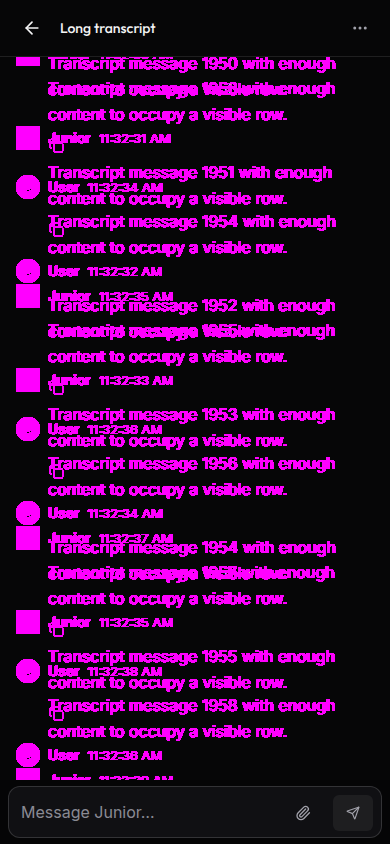 Long transcript
Transcript message 1950 with enough
content to occupy a visible row.
Junior 11:32:31 AM
Transcript message 1951 with enough
User 11:32:34 AM
content to occupy a visible row.
Transcript message 1954 with enough
content to occupy a visible row.
User 11:32:32 AM
Junior 11:32:35 AM
Transcript message 1952 with enough
content to occupy a visible row.
Junior 11:32:33 AM
Transcript message 1953 with enough
User 11:32:36 AM
content to occupy a visible row.
Transcript message 1956 with enough
content to occupy a visible row.
User 11:32:34 AM
Junior 11:32:37 AM
Transcript message 1954 with enough
content to occupy a visible row.
Junior 11:32:35 AM
Transcript message 1955 with enough
User 11:32:38 AM
content to occupy a visible row.
Transcript message 1958 with enough
content to occupy a visible row.
User 11:32:36 AM
Message Junior...